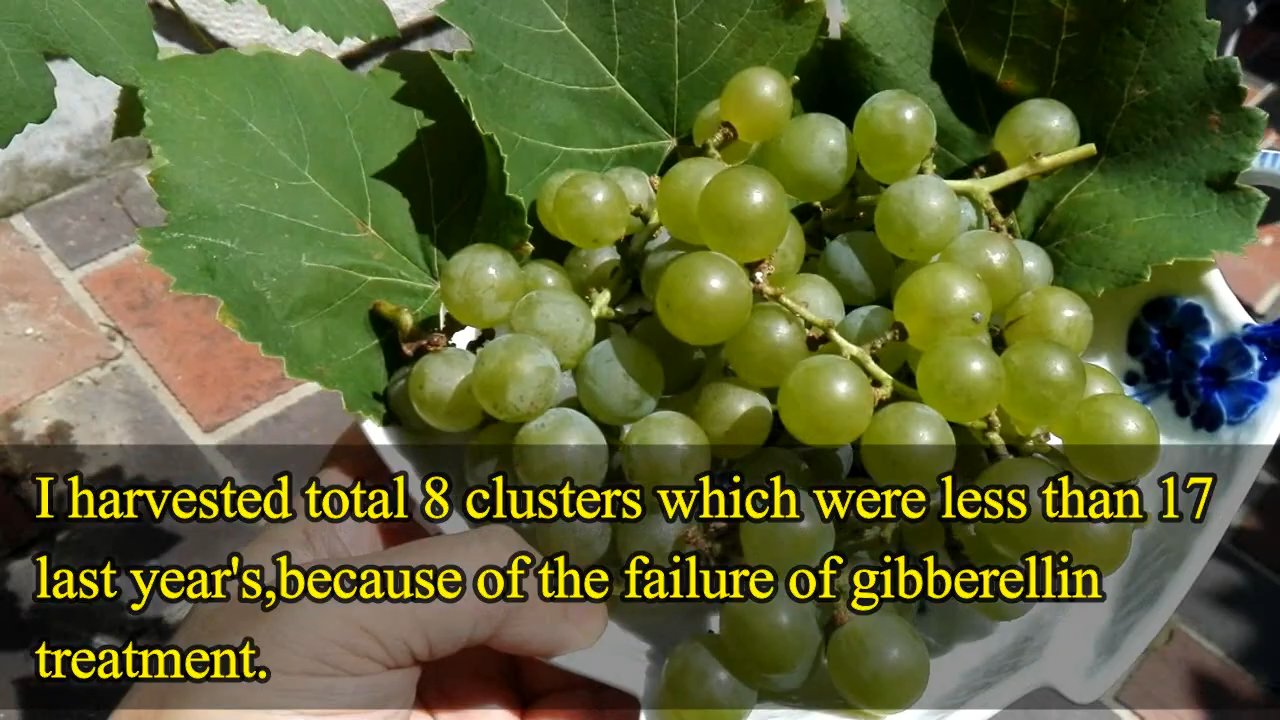 I harvested total 8 clusters which were less than 17
last year's,because of the failure of gibberellin
treatment.